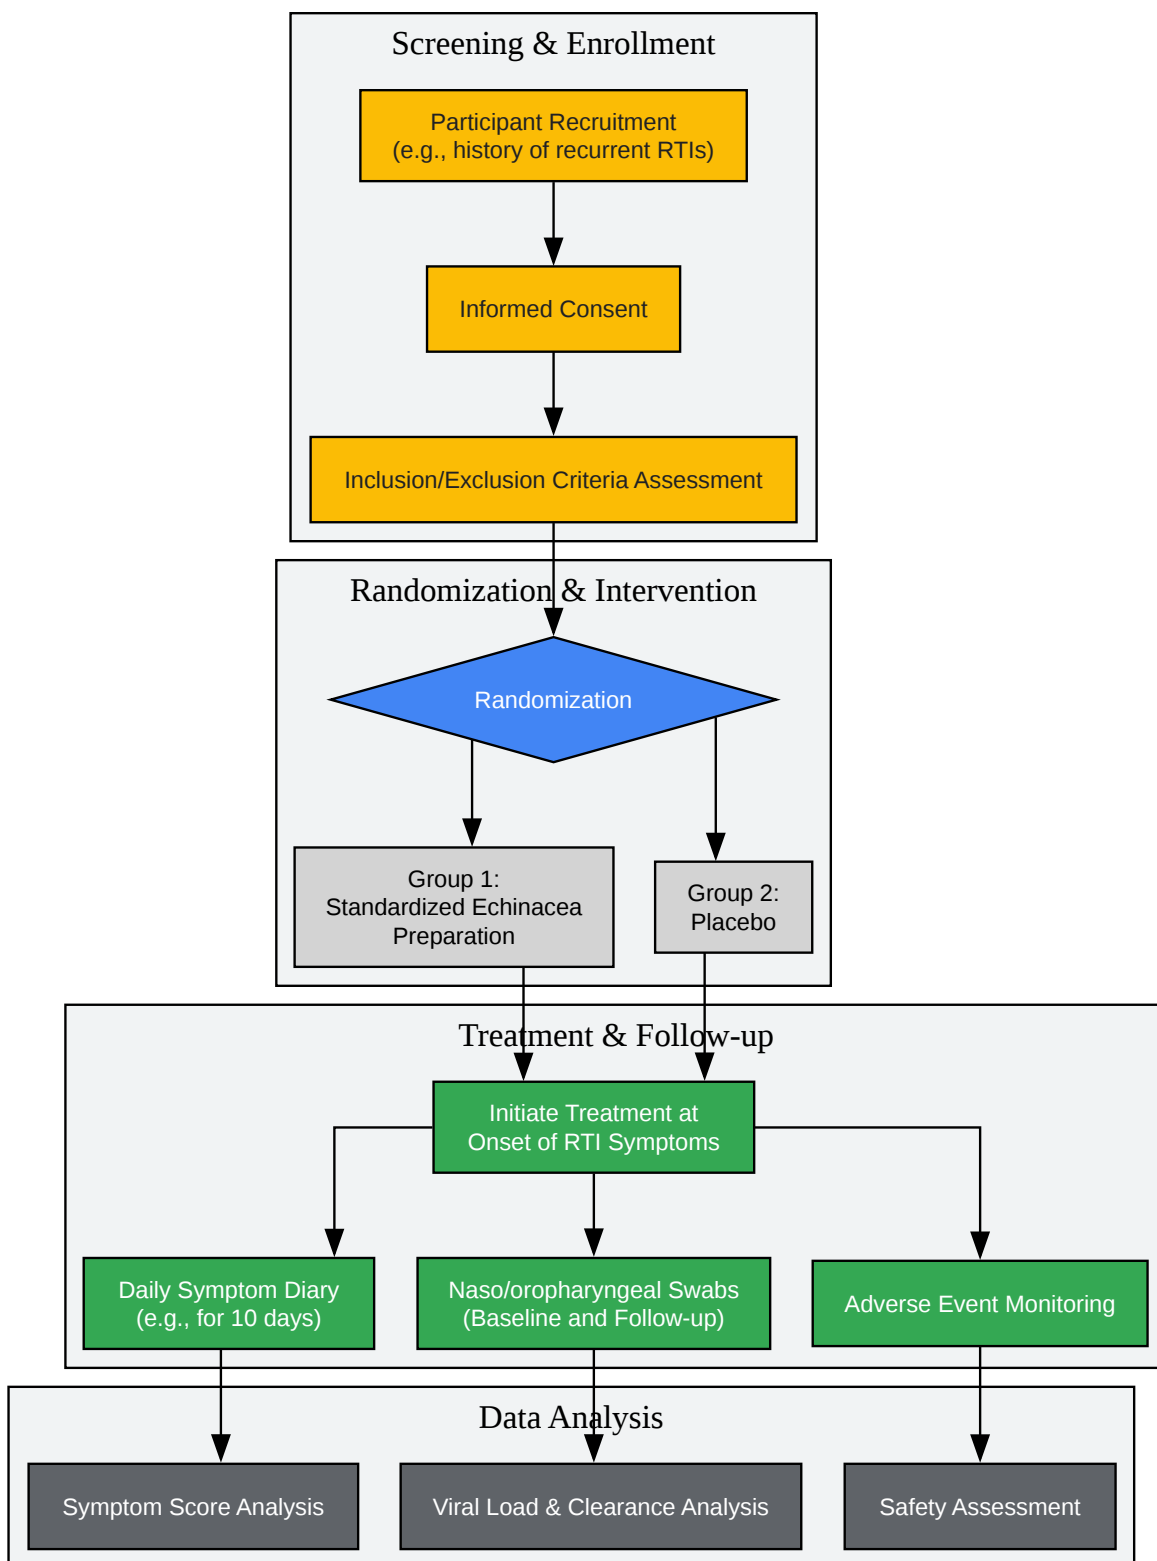 Screening & Enrollment
Participant Recruitment
(e.g., history of recurrent RTIs)
Informed Consent
Inclusion/Exclusion Criteria Assessment
Randomization & Intervention
Randomization
Group 1:
Standardized Echinacea
Preparation
Group 2:
Placebo
Treatment & Follow-up
Initiate Treatment at
Onset of RTI Symptoms
Daily Symptom Diary
(e.g., for 10 days)
Naso/oropharyngeal Swabs
(Baseline and Follow-up)
Adverse Event Monitoring
Data Analysis
Symptom Score Analysis
Viral Load & Clearance Analysis
Safety Assessment